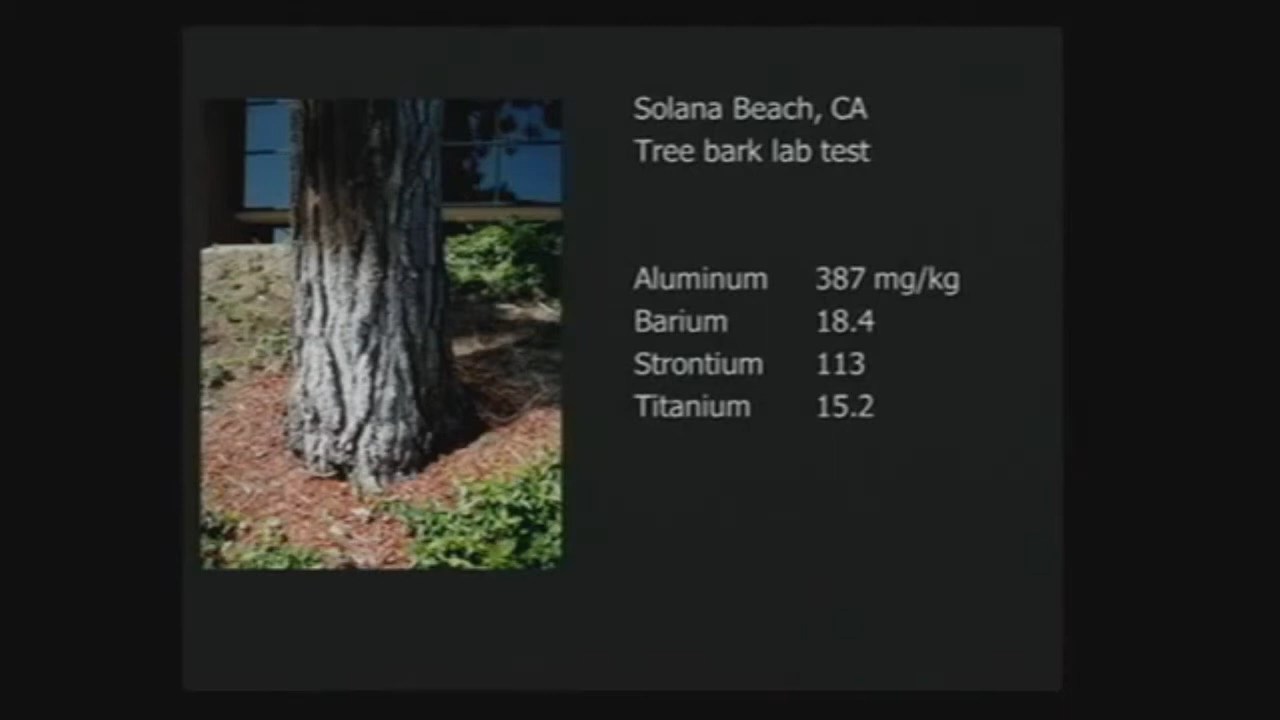 Solana Beach, CA
Tree bark lab test
Aluminum 387 mg/kg
Barium 18.4
Strontium 113
Titanium 15.2